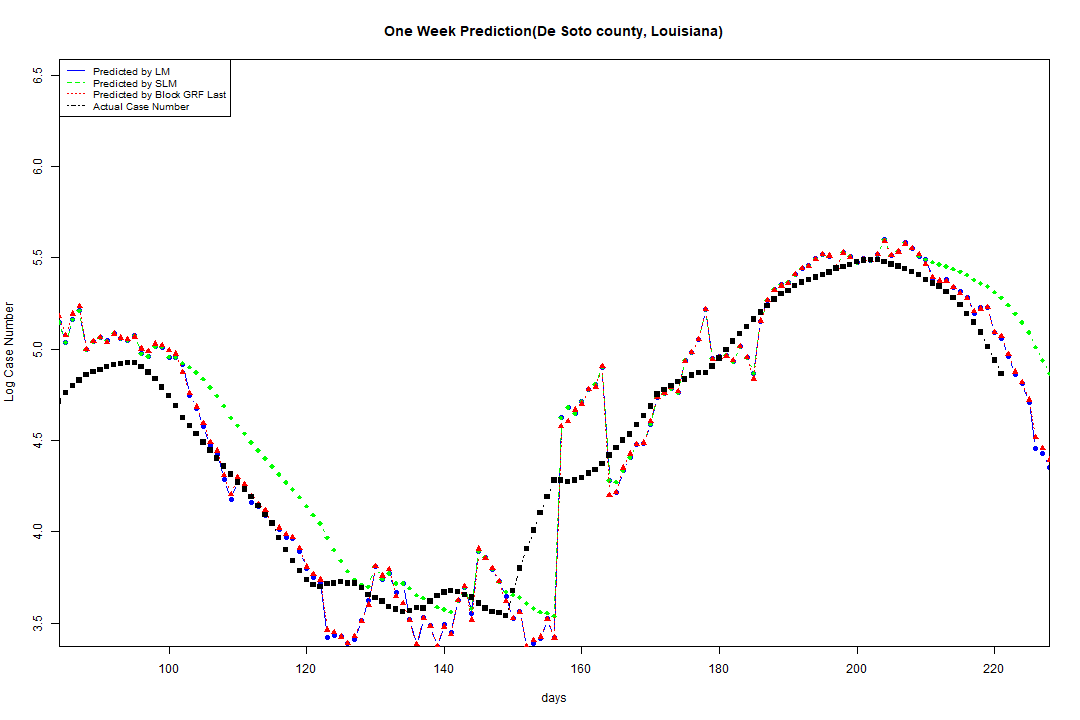 One Week Prediction(De Soto county, Louisiana)
Predicted by LM
Predicted by SLM
Predicted by Block GRF Last
Actual Case Number
Log Case Number
6.5
6.0
5.5
5.0
4.5
4.0
3.5
100 120 140 160 180 200 220
days